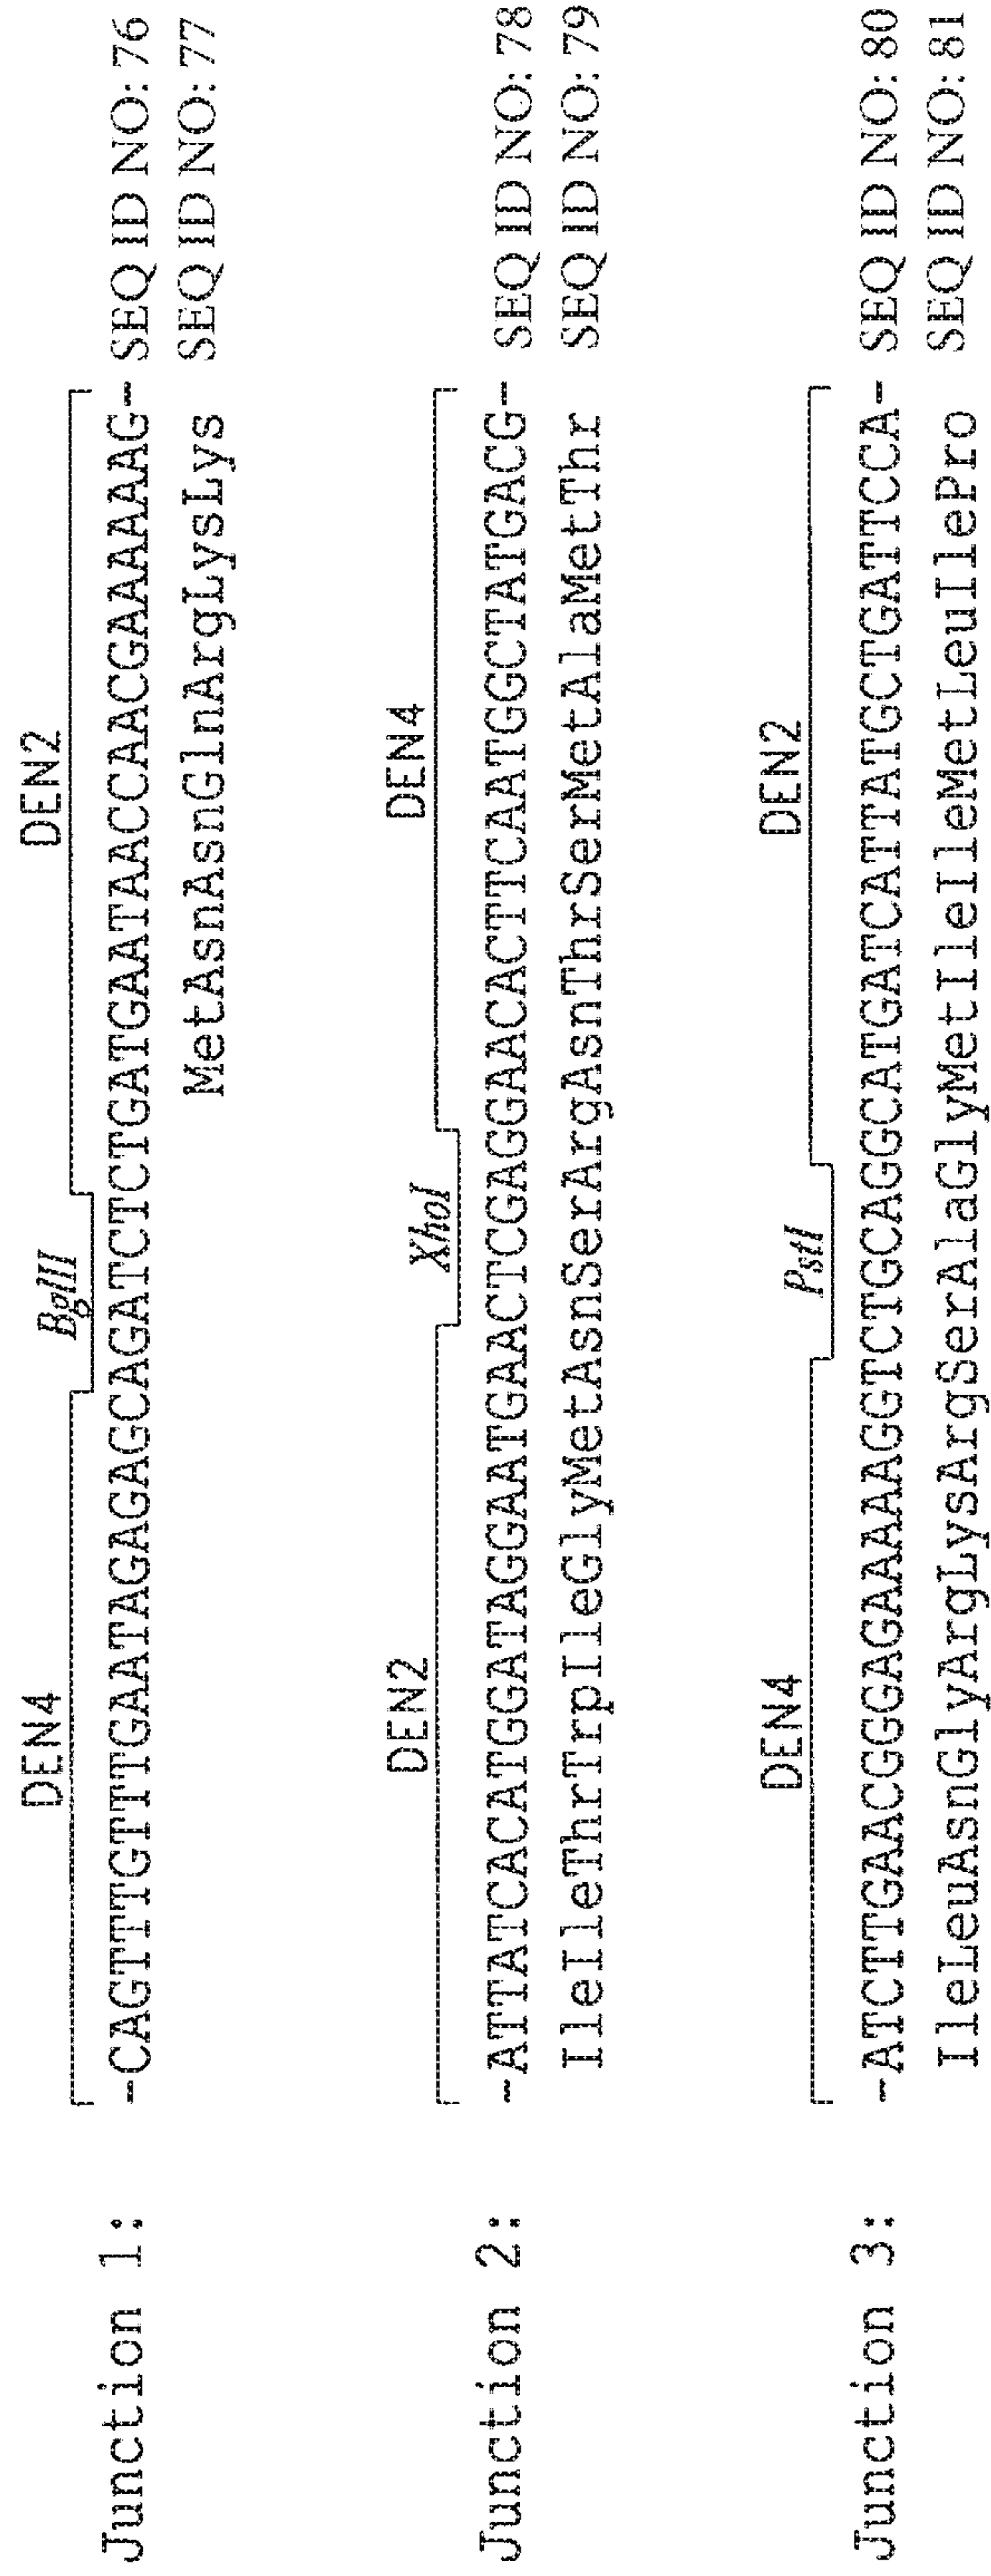 DEN4 BglII DEN2
Junction 1: -CAGTTTGTTTGAATAGAGAGCAGATCTCTGATGAATAACCAACGAAAAAAG- SEQ ID NO: 76
MetAsnAsnGlnArgLysLys SEQ ID NO: 77
DEN2 XhoI DEN4
Junction 2: -ATTATCACATGGATAGGAATGAACTCGAGGAACACTTCAATGGCTATGACG- SEQ ID NO: 78
IleIleThrTrpIleGlyMetAsnSerArgAsnThrSerMetAlaMetThr SEQ ID NO: 79
DEN4 PstI DEN2
Junction 3: -ATCTTGAACGGGAGAAAAAGGTCTGCAGGCATGATCATTATGCTGATTCCA- SEQ ID NO: 80
IleLeuAsnGlyArgLysArgSerAlaGlyMetIleIleMetLeuIlePro SEQ ID NO: 81